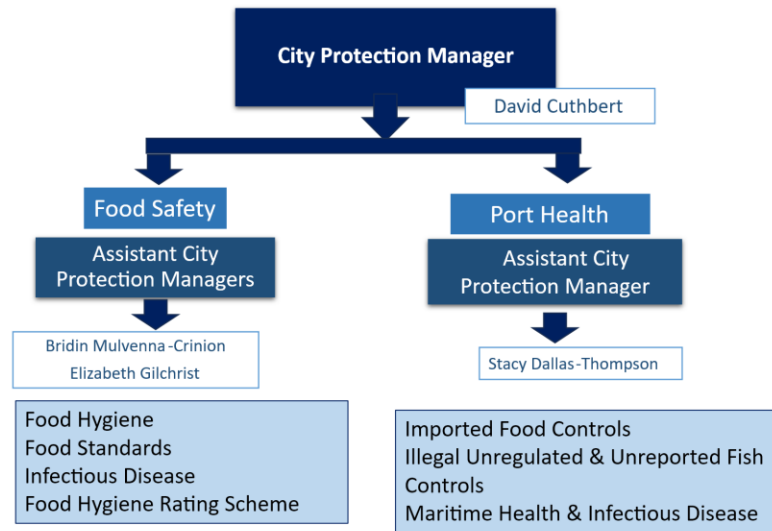 City Protection Manager
David Cuthbert
Food Safety
Assistant City
Protection Managers
Bridin Mulvenna-Crinion
Elizabeth Gilchrist
Food Hygiene
Food Standards
Infectious Disease
Food Hygiene Rating Scheme
Port Health
Assistant City
Protection Manager
Stacy Dallas-Thompson
Imported Food Controls
Illegal Unregulated & Unreported Fish
Controls
Maritime Health & Infectious Disease